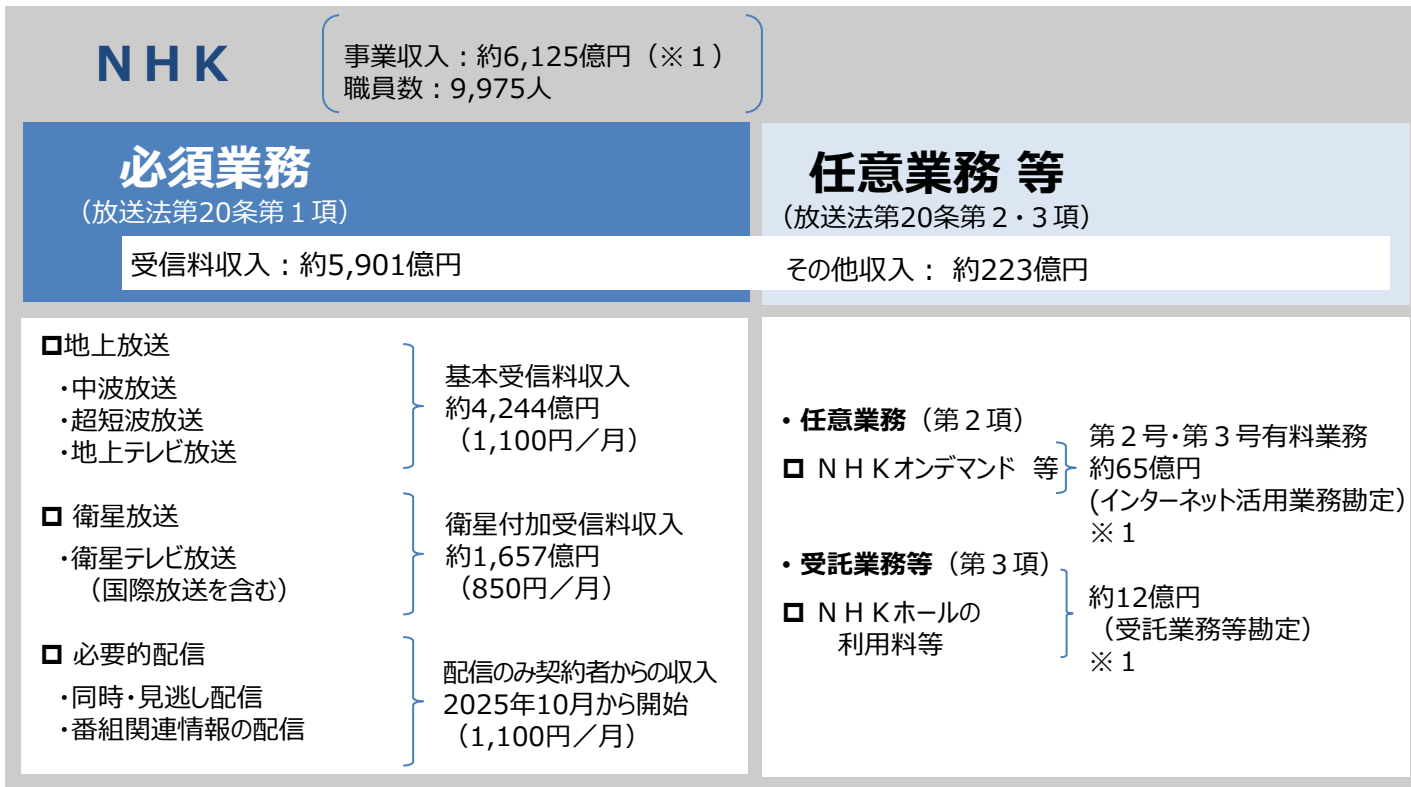 ＮＨＫ
事業収入：約6,125億円（※１）
職員数：9,975人
必須業務
（放送法第20条第１項）
受信料収入：約5,901億円
任意業務 等
（放送法第20条第２・３項）
その他収入： 約223億円
地上放送
・中波放送
・超短波放送
・地上テレビ放送
基本受信料収入
約4,244億円
（1,100円／月）
衛星放送
・衛星テレビ放送
（国際放送を含む）
衛星付加受信料収入
約1,657億円
（850円／月）
必要的配信
・同時・見逃し配信
・番組関連情報の配信
配信のみ契約者からの収入
2025年10月から開始
（1,100円／月）
・任意業務（第２項）
ＮＨＫオンデマンド 等
第２号・第３号有料業務
約65億円
(インターネット活用業務勘定）
※１
・受託業務等（第３項）
ＮＨＫホールの
利用料等
約12億円
（受託業務等勘定）
※１